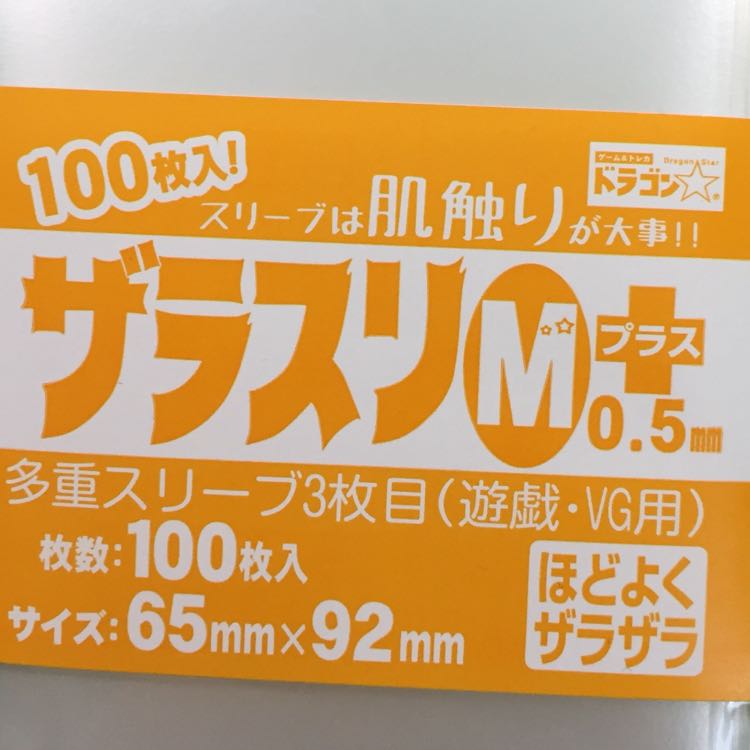 100枚入!
ゲーム&トレカ Dragon Star
ドラゴン☆®
スリーブは肌触りが大事!!
ザラスリM プラス
0.5mm
多重スリーブ3枚目(遊戯・VG用)
枚数:100枚入
サイズ:65mm×92mm
ほどよく
ザラザラ